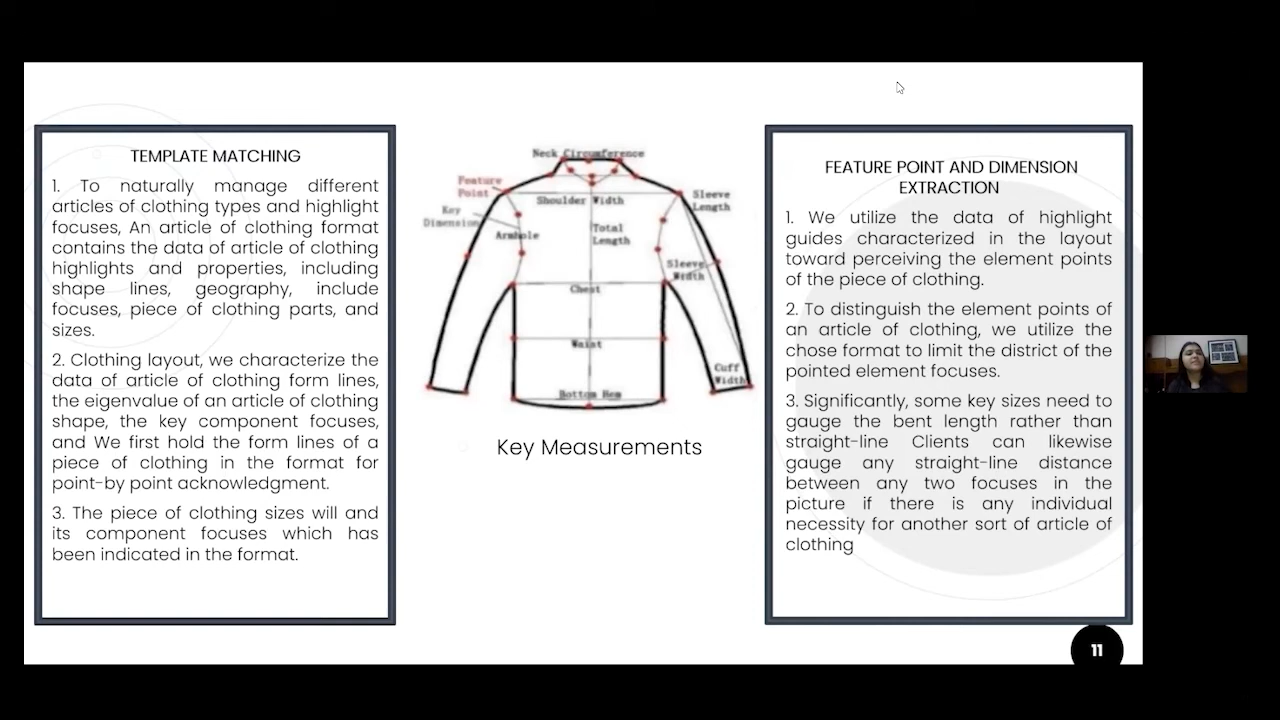 TEMPLATE MATCHING
1. To naturally manage different
articles of clothing types and highlight
focuses, An article of clothing format
contains the data of article of clothing
highlights and properties, including
shape lines, geography, include
focuses, piece of clothing parts, and
sizes.
2. Clothing layout, we characterize the
data of article of clothing form lines,
the eigenvalue of an article of clothing
shape, the key component focuses,
and We first hold the form lines of a
piece of clothing in the format for
point-by point acknowledgment.
3. The piece of clothing sizes will and
its component focuses which has
been indicated in the format.
Neck Circumference
Feature
Point
Shoulder Width
Sleeve
Length
Key
Dimension
Armhole
Total
Length
Sleeve
Width
Chest
Waist
Cuff
Width
Bottom Hem
Key Measurements
FEATURE POINT AND DIMENSION
EXTRACTION
1. We utilize the data of highlight
guides characterized in the layout
toward perceiving the element points
of the piece of clothing.
2. To distinguish the element points of
an article of clothing, we utilize the
chose format to limit the district of the
pointed element focuses.
3. Significantly, some key sizes need to
gauge the bent length rather than
straight-line Clients can likewise
gauge any straight-line distance
between any two focuses in the
picture if there is any individual
necessity for another sort of article of
clothing
11